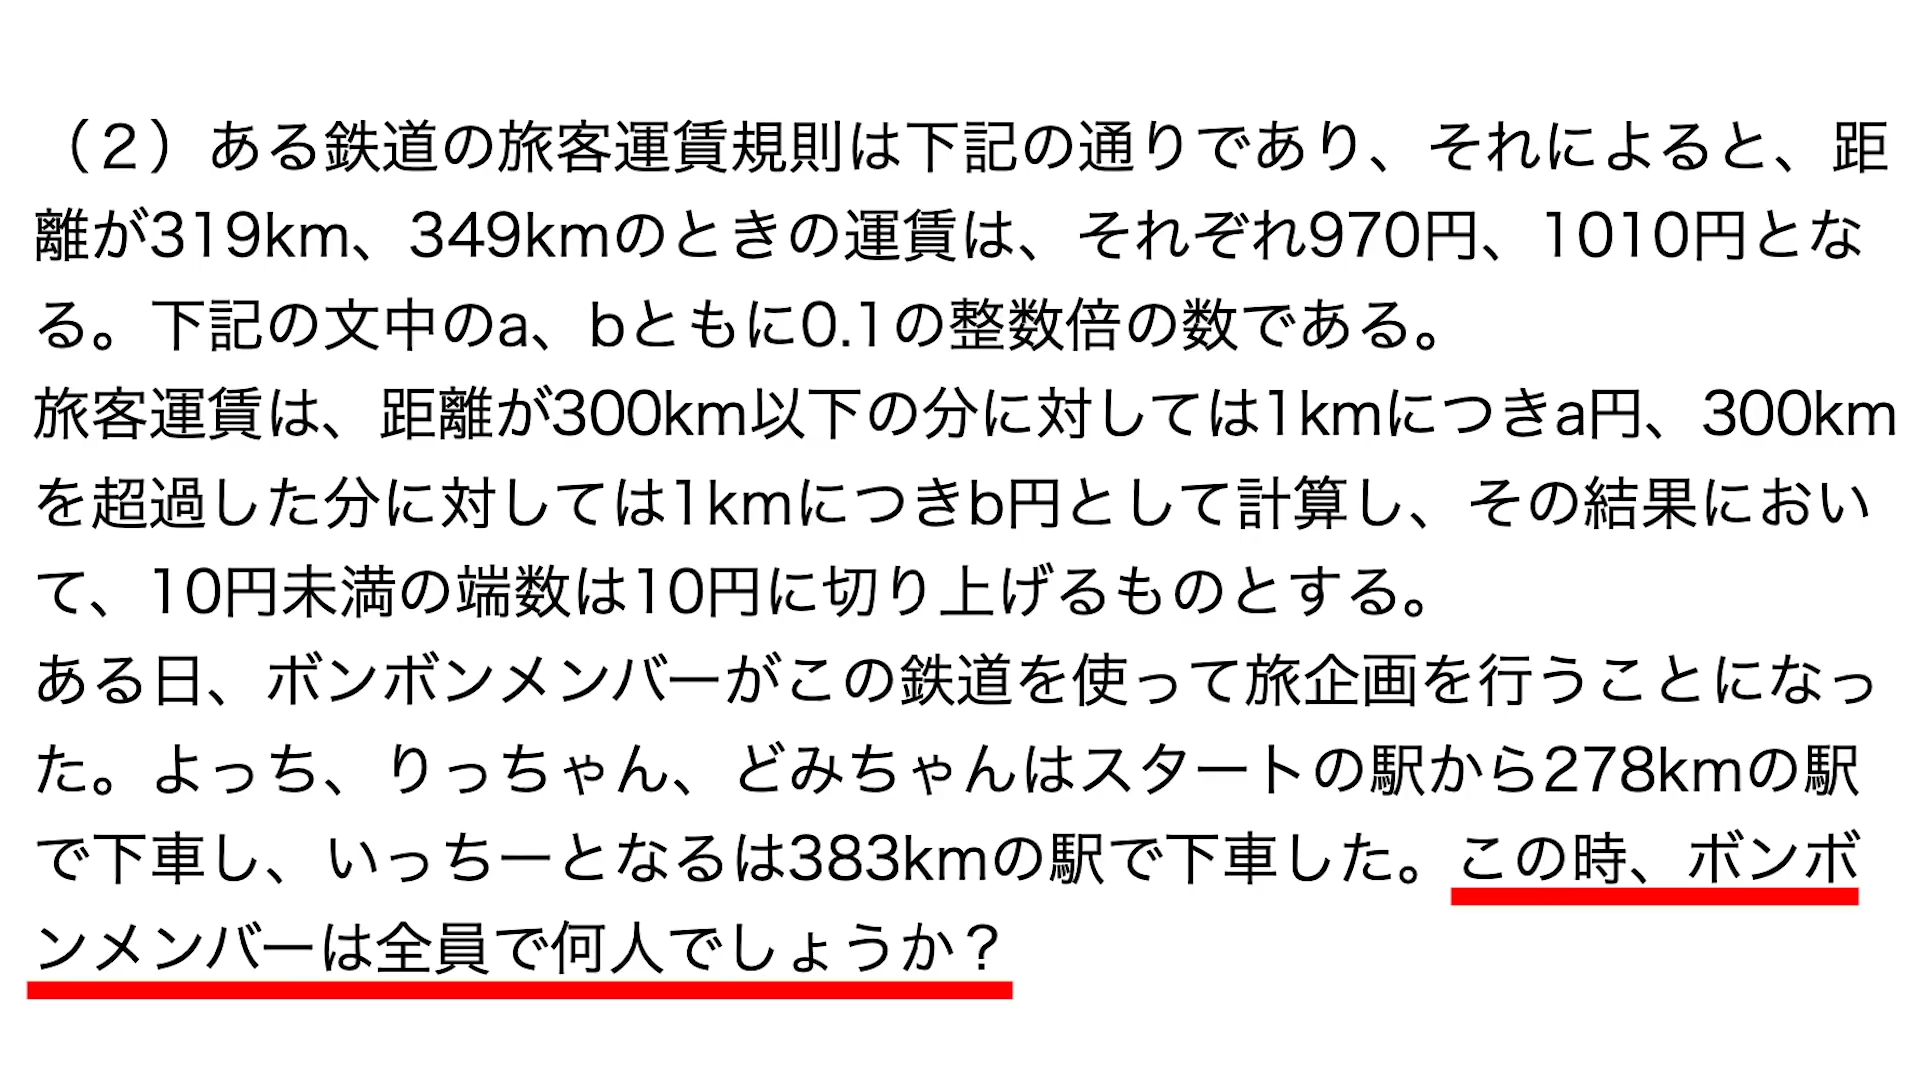 （２）ある鉄道の旅客運賃規則は下記の通りであり、それによると、距
離が319km、349kmのときの運賃は、それぞれ970円、1010円とな
る。下記の文中のa、bともに0.1の整数倍の数である。
旅客運賃は、距離が300km以下の分に対しては1kmにつきa円、300km
を超過した分に対しては1kmにつきb円として計算し、その結果におい
て、10円未満の端数は10円に切り上げるものとする。
ある日、ボンボンメンバーがこの鉄道を使って旅企画を行うことになっ
た。よっち、りっちゃん、どみちゃんはスタートの駅から278kmの駅
で下車し、いっちーとなるは383kmの駅で下車した。この時、ボンボ
ンメンバーは全員で何人でしょうか？